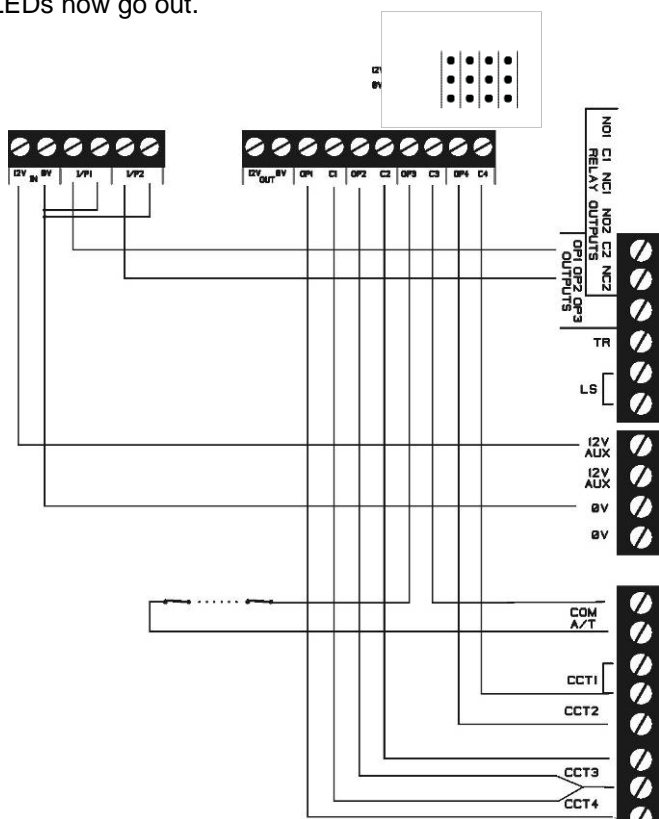 LEDs now go out.
12V
0V
12V IN 0V I/P1 I/P2
12V OUT 0V OP1 C1 OP2 C2 OP3 C3 OP4 C4
NO1 C1 NC1 NO2 C2 NC2
RELAY OUTPUTS
OP1 OP2 OP3
OUTPUTS
TR
LS
12V
AUX
12V
AUX
0V
0V
COM
A/T
CCT1
CCT2
CCT3
CCT4